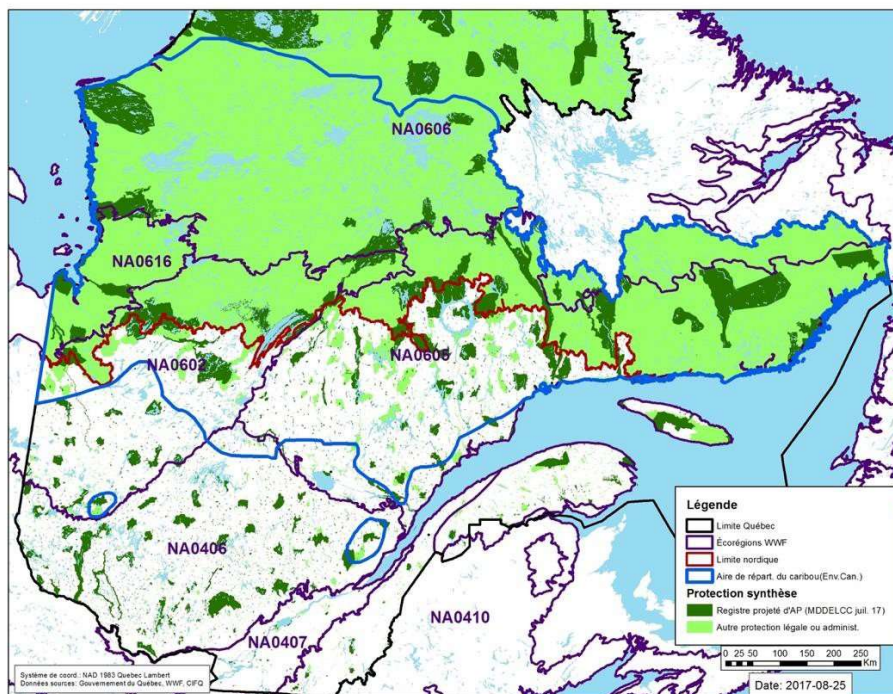 NA0606
NA0616
NA0602
NA0605
NA0406
NA0410
NA0407
Légende
Limite Québec
Écorégions WWF
Limite nordique
Aire de répart. du caribou(Env.Can.)
Protection synthèse
Registre projeté d'AP (MDDELCC juil. 17)
Autre protection légale ou administ.
0 25 50 100 150 200 250
Km
Système de coord.: NAD 1983 Quebec Lambert
Données sources: Gouvernement du Québec, WWF, CIFQ
Date: 2017-08-25